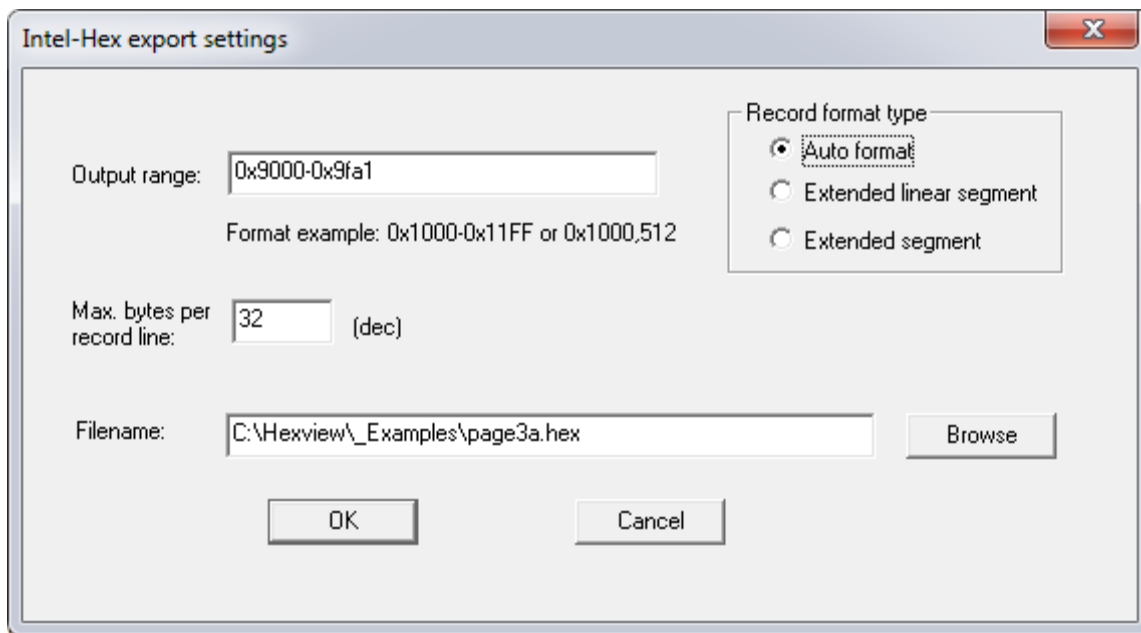 Intel-Hex export settings
Record format type
Auto format
Output range: 0x9000-0x9fa1
Extended linear segment
Format example: 0x1000-0x11FF or 0x1000,512
Extended segment
Max. bytes per
record line:
32 (dec)
Filename: C:\Hexview\_Examples\page3a.hex Browse
OK Cancel